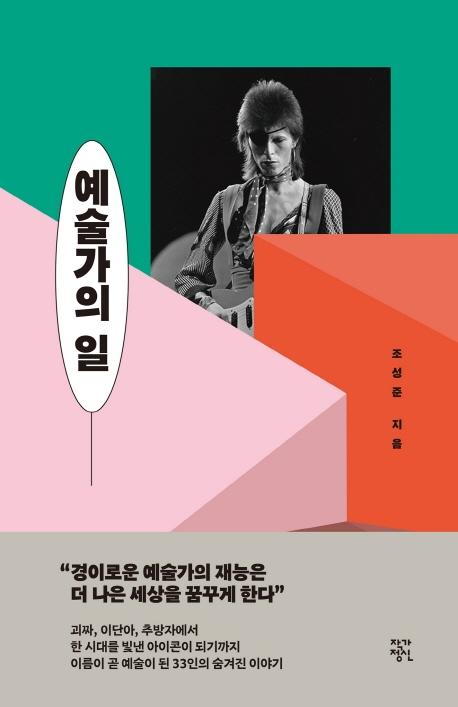 예술가의 일
조성준 지음
“경이로운 예술가의 재능은
더 나은 세상을 꿈꾸게 한다”
괴짜, 이단아, 추방자에서
한 시대를 빛낸 아이콘이 되기까지
이름이 곧 예술이 된 33인의 숨겨진 이야기
작가
정신